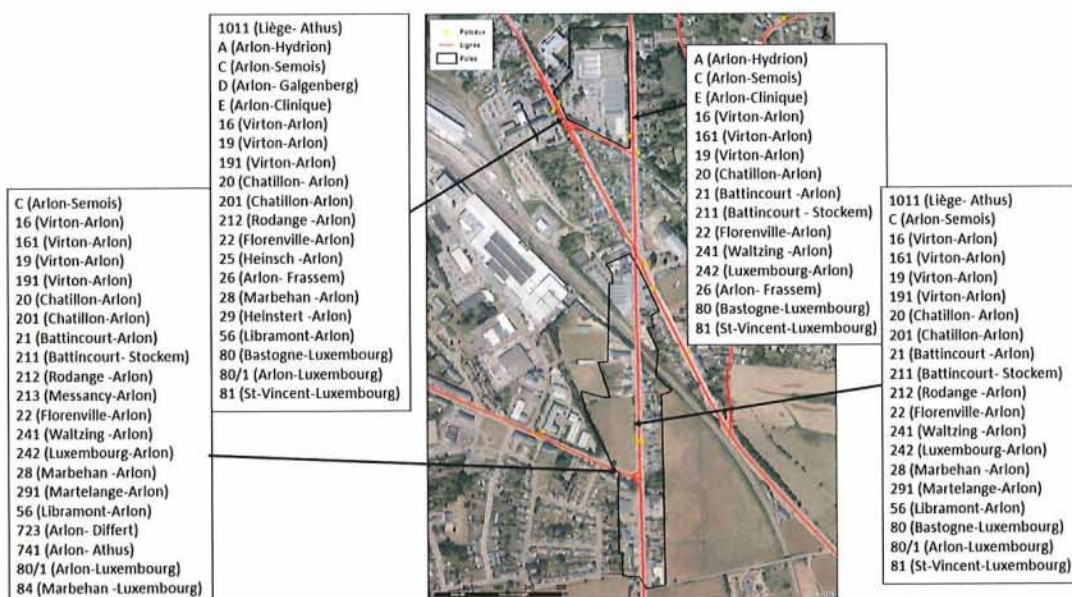 1011 (Liège- Athus)
A (Arlon-Hydrion)
C (Arlon-Semois)
D (Arlon- Galgenberg)
E (Arlon-Clinique)
16 (Virton-Arlon)
19 (Virton-Arlon)
191 (Virton-Arlon)
20 (Chatillon- Arlon)
201 (Chatillon-Arlon)
212 (Rodange -Arlon)
22 (Florenville-Arlon)
25 (Heinsch -Arlon)
26 (Arlon- Frassem)
28 (Marbehan -Arlon)
29 (Heinstert -Arlon)
56 (Libramont-Arlon)
80 (Bastogne-Luxembourg)
80/1 (Arlon-Luxembourg)
81 (St-Vincent-Luxembourg)
Poteaux
Lignes
Poles
A (Arlon-Hydrion)
C (Arlon-Semois)
E (Arlon-Clinique)
16 (Virton-Arlon)
161 (Virton-Arlon)
19 (Virton-Arlon)
20 (Chatillon-Arlon)
21 (Battincourt -Arlon)
211 (Battincourt - Stockem)
22 (Florenville-Arlon)
241 (Waltzing -Arlon)
242 (Luxembourg-Arlon)
26 (Arlon- Frassem)
80 (Bastogne-Luxembourg)
81 (St-Vincent-Luxembourg)
C (Arlon-Semois)
16 (Virton-Arlon)
161 (Virton-Arlon)
19 (Virton-Arlon)
191 (Virton-Arlon)
20 (Chatillon-Arlon)
201 (Chatillon-Arlon)
21 (Battincourt-Arlon)
211 (Battincourt- Stockem)
212 (Rodange -Arlon)
213 (Messancy-Arlon)
22 (Florenville-Arlon)
241 (Waltzing -Arlon)
242 (Luxembourg-Arlon)
28 (Marbehan -Arlon)
291 (Martelange-Arlon)
56 (Libramont-Arlon)
723 (Arlon- Differt)
741 (Arlon- Athus)
80/1 (Arlon-Luxembourg)
84 (Marbehan -Luxembourg)
1011 (Liège- Athus)
C (Arlon-Semois)
16 (Virton-Arlon)
161 (Virton-Arlon)
19 (Virton-Arlon)
191 (Virton-Arlon)
20 (Chatillon- Arlon)
201 (Chatillon-Arlon)
21 (Battincourt -Arlon)
211 (Battincourt-Stockem)
212 (Rodange -Arlon)
22 (Florenville-Arlon)
241 (Waltzing -Arlon)
242 (Luxembourg-Arlon)
28 (Marbehan -Arlon)
291 (Martelange-Arlon)
56 (Libramont-Arlon)
80 (Bastogne-Luxembourg)
80/1 (Arlon-Luxembourg)
81 (St-Vincent-Luxembourg)